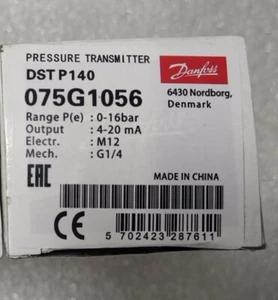 PRESSURE TRANSMITTER
DST P140
075G1056
Danfoss
6430 Nordborg,
Denmark
Range P(e) : 0-16bar
Output : 4-20 mA
Electr. : M12
Mech. : G1/4
EAC
MADE IN CHINA
CE
5 702423 287611